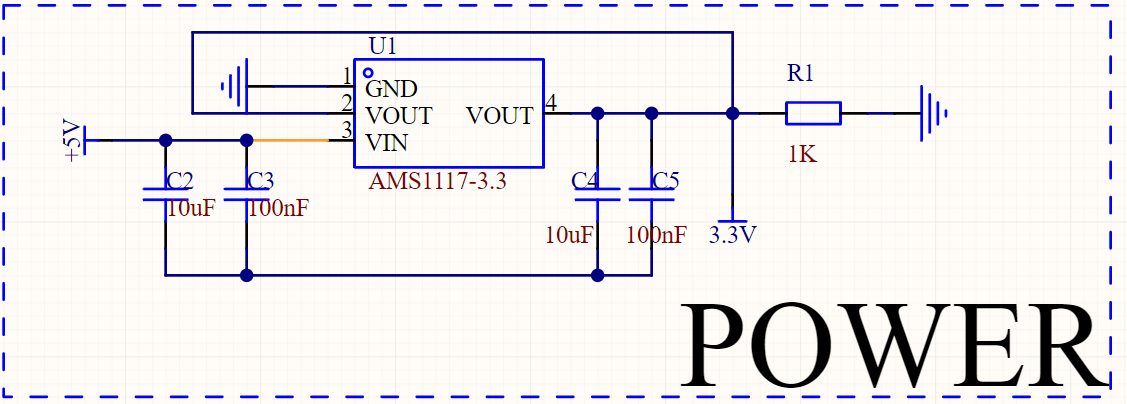 U1
R1
1
GND
2
VOUT
VOUT
4
3
VIN
+5V
1K
AMS1117-3.3
C2
C3
C4
C5
10uF
100nF
10uF
100nF
3.3V
POWER